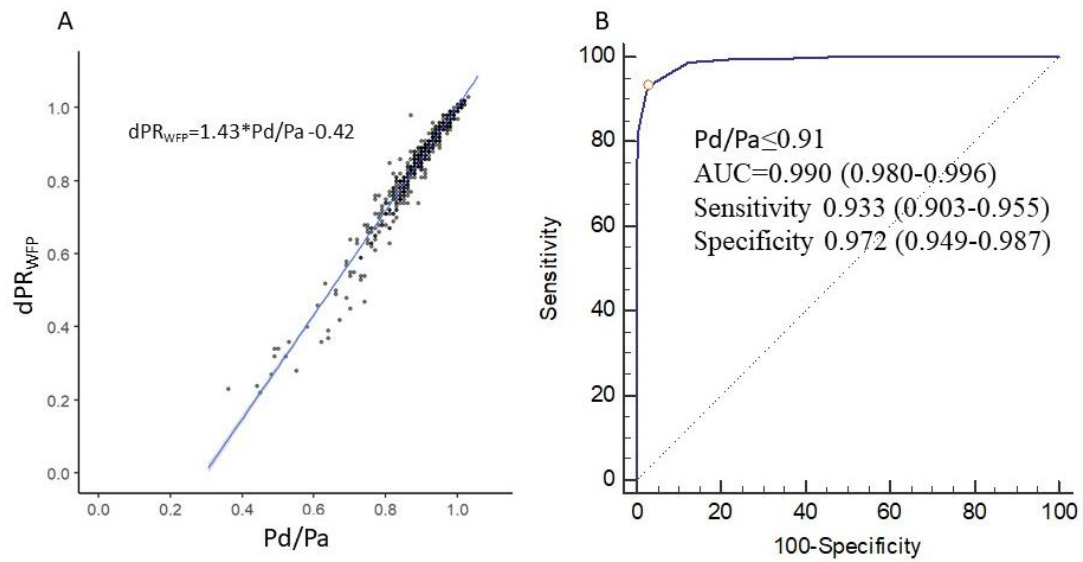 A
dPRWFP=1.43*Pd/Pa -0.42
dPRWFP
1.0
0.8
0.6
0.4
0.2
0.0
0.0 0.2 0.4 0.6 0.8 1.0
Pd/Pa
B
Sensitivity
100
80
60
40
20
0
Pd/Pa≤0.91
AUC=0.990 (0.980-0.996)
Sensitivity 0.933 (0.903-0.955)
Specificity 0.972 (0.949-0.987)
0 20 40 60 80 100
100-Specificity